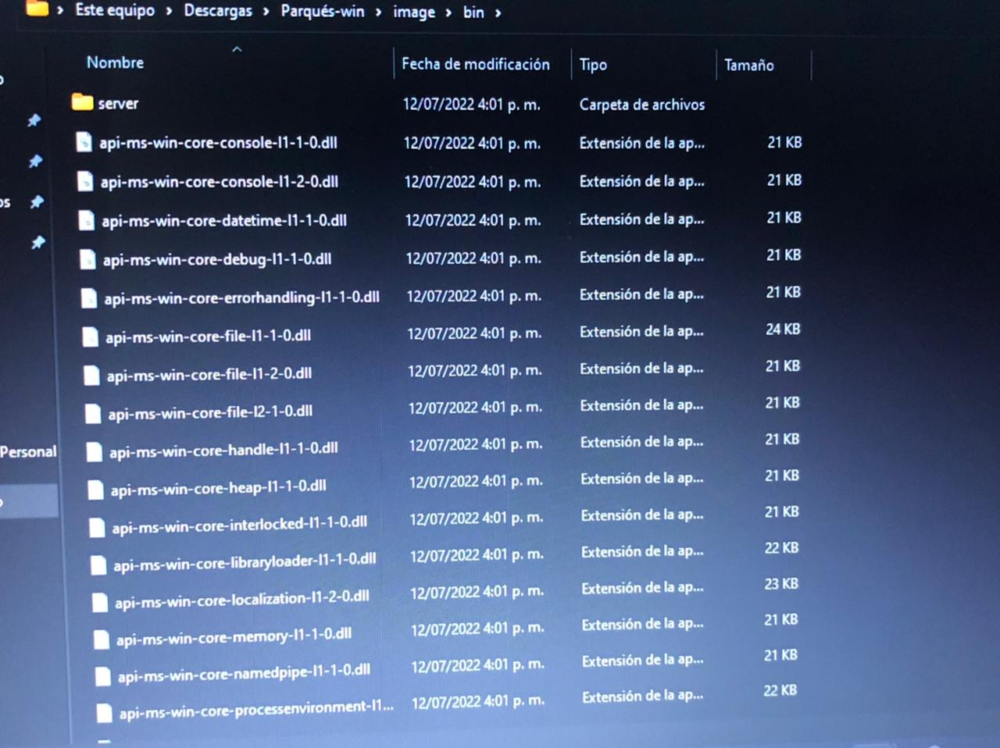 › Este equipo › Descargas › Parqués-win › image › bin ›
Nombre Fecha de modificación Tipo Tamaño
server 12/07/2022 4:01 p. m. Carpeta de archivos
api-ms-win-core-console-l1-1-0.dll 12/07/2022 4:01 p. m. Extensión de la ap... 21 KB
api-ms-win-core-console-l1-2-0.dll 12/07/2022 4:01 p. m. Extensión de la ap... 21 KB
api-ms-win-core-datetime-l1-1-0.dll 12/07/2022 4:01 p. m. Extensión de la ap... 21 KB
api-ms-win-core-debug-l1-1-0.dll 12/07/2022 4:01 p. m. Extensión de la ap... 21 KB
api-ms-win-core-errorhandling-l1-1-0.dll 12/07/2022 4:01 p. m. Extensión de la ap... 21 KB
api-ms-win-core-file-l1-1-0.dll 12/07/2022 4:01 p. m. Extensión de la ap... 24 KB
api-ms-win-core-file-l1-2-0.dll 12/07/2022 4:01 p. m. Extensión de la ap... 21 KB
api-ms-win-core-file-l2-1-0.dll 12/07/2022 4:01 p. m. Extensión de la ap... 21 KB
api-ms-win-core-handle-l1-1-0.dll 12/07/2022 4:01 p. m. Extensión de la ap... 21 KB
Personal
api-ms-win-core-heap-l1-1-0.dll 12/07/2022 4:01 p. m. Extensión de la ap... 21 KB
api-ms-win-core-interlocked-l1-1-0.dll 12/07/2022 4:01 p. m. Extensión de la ap... 21 KB
api-ms-win-core-libraryloader-l1-1-0.dll 12/07/2022 4:01 p. m. Extensión de la ap... 22 KB
api-ms-win-core-localization-l1-2-0.dll 12/07/2022 4:01 p. m. Extensión de la ap... 23 KB
api-ms-win-core-memory-l1-1-0.dll 12/07/2022 4:01 p. m. Extensión de la ap... 21 KB
api-ms-win-core-namedpipe-l1-1-0.dll 12/07/2022 4:01 p. m. Extensión de la ap... 21 KB
api-ms-win-core-processenvironment-l1... 12/07/2022 4:01 p. m. Extensión de la ap... 22 KB